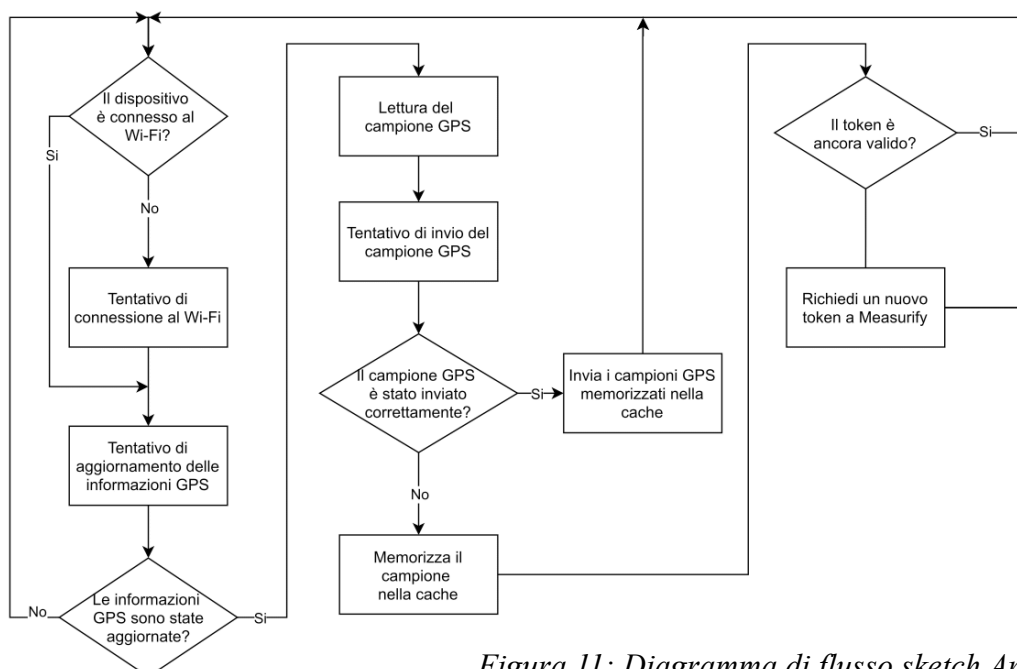 Il dispositivo
è connesso al
Wi-Fi?
Si
No
Tentativo di
connessione al Wi-Fi
Tentativo di
aggiornamento delle
informazioni GPS
Le informazioni
GPS sono state
aggiornate?
No
Si
Lettura del
campione GPS
Tentativo di invio del
campione GPS
Il campione GPS
è stato inviato
correttamente?
Si
No
Invia i campioni GPS
memorizzati nella
cache
Memorizza il
campione
nella cache
Il token è
ancora valido?
Si
Richiedi un nuovo
token a Measurify
Figura 11: Diagramma di flusso sketch